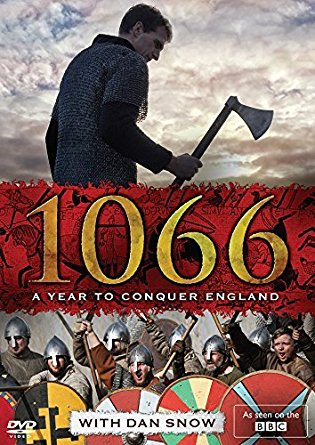 1066
A YEAR TO CONQUER ENGLAND
DVD
VIDEO
WITH DAN SNOW
As seen on the
BBC